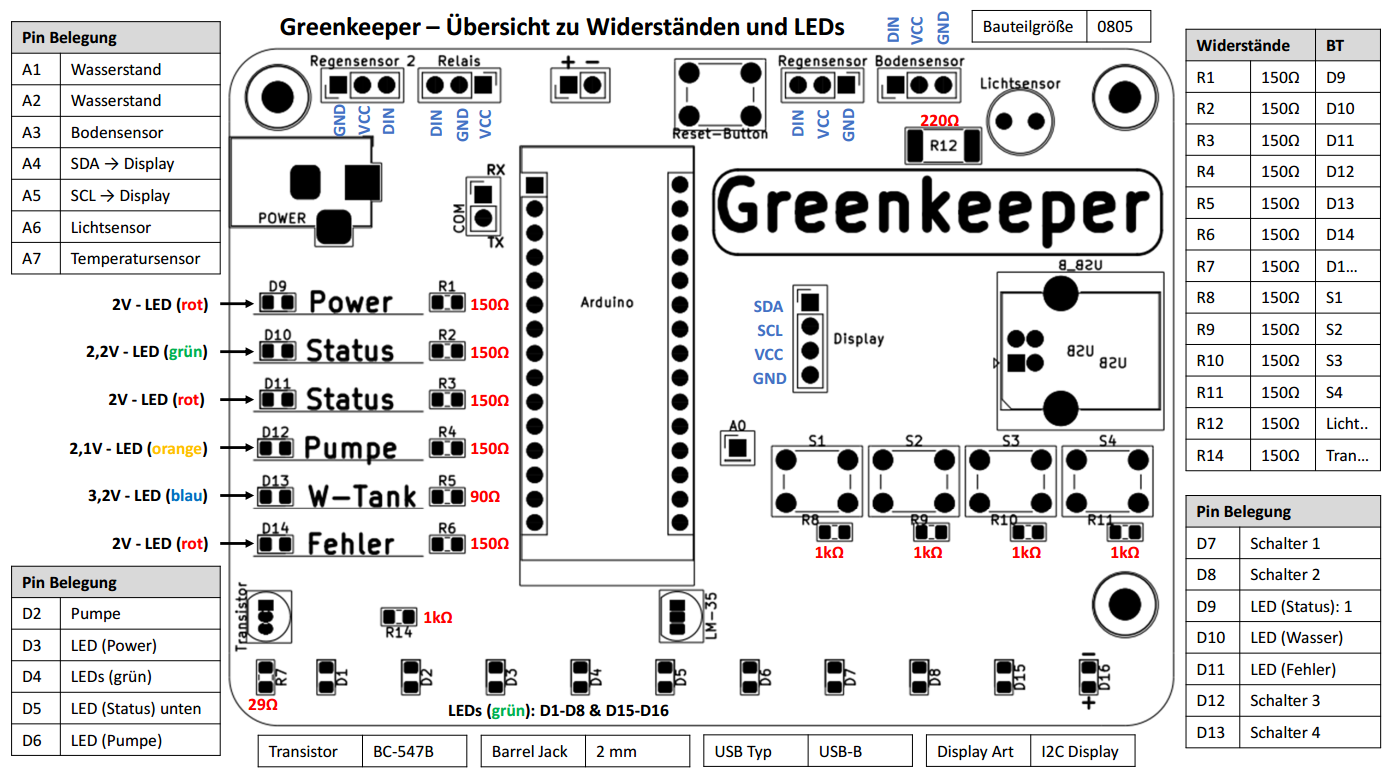 Greenkeeper – Übersicht zu Widerständen und LEDs
Bauteilgröße 0805
Pin Belegung
A1 Wasserstand
A2 Wasserstand
A3 Bodensensor
A4 SDA → Display
A5 SCL → Display
A6 Lichtsensor
A7 Temperatursensor
Regensensor 2
GND VCC DIN
Relais
DIN GND VCC
+ −
Reset-Button
Regensensor
DIN VCC GND
DIN VCC GND
Bodensensor
Lichtsensor
220Ω
R12
POWER
RX
COM
TX
Greenkeeper
Arduino
USB_B
USB
USB
SDA
SCL
VCC
GND
Display
A0
2V - LED (rot) D9 Power R1 150Ω
2,2V - LED (grün) D10 Status R2 150Ω
2V - LED (rot) D11 Status R3 150Ω
2,1V - LED (orange) D12 Pumpe R4 150Ω
3,2V - LED (blau) D13 W-Tank R5 90Ω
2V - LED (rot) D14 Fehler R6 150Ω
S1 S2 S3 S4
R8 R9 R10 R11
1kΩ 1kΩ 1kΩ 1kΩ
Transistor
R14 1kΩ
LM-35
R7 D1 D2 D3 D4 D5 D6 D7 D8 D15 D16
− +
29Ω
LEDs (grün): D1-D8 & D15-D16
Widerstände BT
R1 150Ω D9
R2 150Ω D10
R3 150Ω D11
R4 150Ω D12
R5 150Ω D13
R6 150Ω D14
R7 150Ω D1...
R8 150Ω S1
R9 150Ω S2
R10 150Ω S3
R11 150Ω S4
R12 150Ω Licht..
R14 150Ω Tran...
Pin Belegung
D2 Pumpe
D3 LED (Power)
D4 LEDs (grün)
D5 LED (Status) unten
D6 LED (Pumpe)
Pin Belegung
D7 Schalter 1
D8 Schalter 2
D9 LED (Status): 1
D10 LED (Wasser)
D11 LED (Fehler)
D12 Schalter 3
D13 Schalter 4
Transistor BC-547B
Barrel Jack 2 mm
USB Typ USB-B
Display Art I2C Display